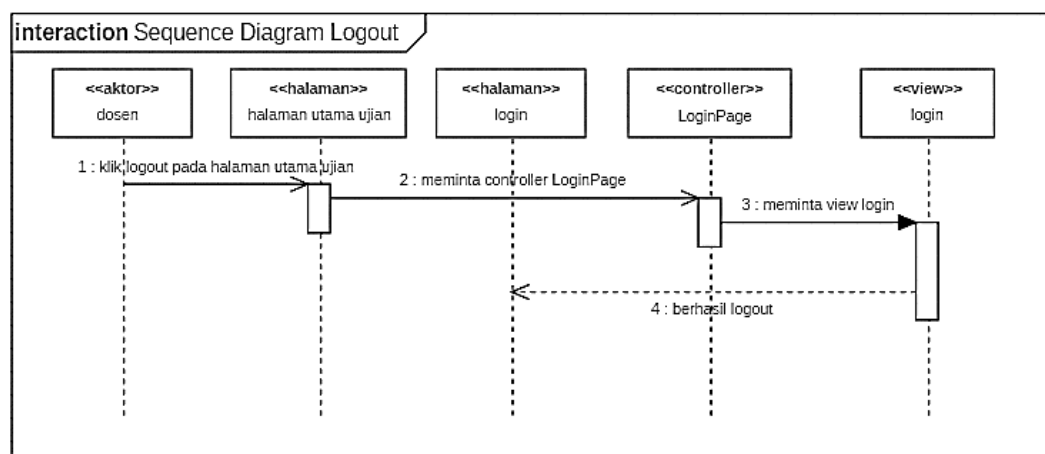 interaction Sequence Diagram Logout
<<aktor>>
dosen
<<halaman>>
halaman utama ujian
<<halaman>>
login
<<controller>>
LoginPage
<<view>>
login
1 : klik logout pada halaman utama ujian
2 : meminta controller LoginPage
3 : meminta view login
4 : berhasil logout